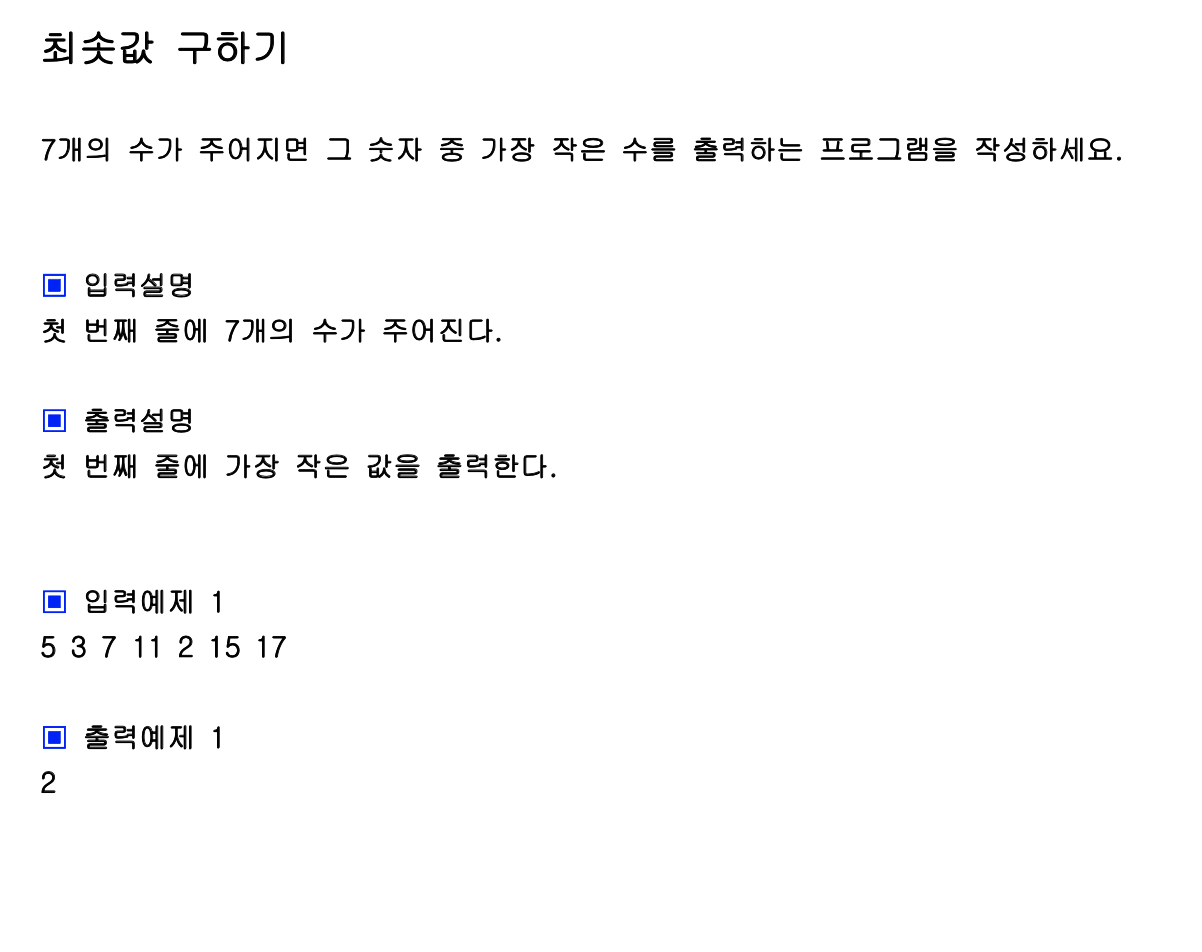 최솟값 구하기
7개의 수가 주어지면 그 숫자 중 가장 작은 수를 출력하는 프로그램을 작성하세요.
▣ 입력설명
첫 번째 줄에 7개의 수가 주어진다.
▣ 출력설명
첫 번째 줄에 가장 작은 값을 출력한다.
▣ 입력예제 1
5 3 7 11 2 15 17
▣ 출력예제 1
2